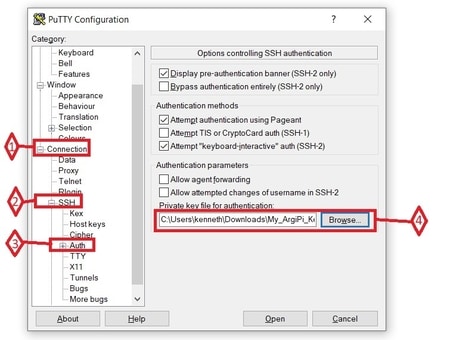 PuTTY Configuration
Category:
Keyboard
Bell
Features
Window
Appearance
Behaviour
Translation
Selection
Colours
Connection
Data
Proxy
Telnet
Rlogin
SSH
Kex
Host keys
Cipher
Auth
TTY
X11
Tunnels
Bugs
More bugs
Options controlling SSH authentication
Display pre-authentication banner (SSH-2 only)
Bypass authentication entirely (SSH-2 only)
Authentication methods
Attempt authentication using Pageant
Attempt TIS or CryptoCard auth (SSH-1)
Attempt "keyboard-interactive" auth (SSH-2)
Authentication parameters
Allow agent forwarding
Allow attempted changes of username in SSH-2
Private key file for authentication:
C:\Users\kenneth\Downloads\My_ArgiPi_Ke
Browse...
About
Help
Open
Cancel
1
2
3
4